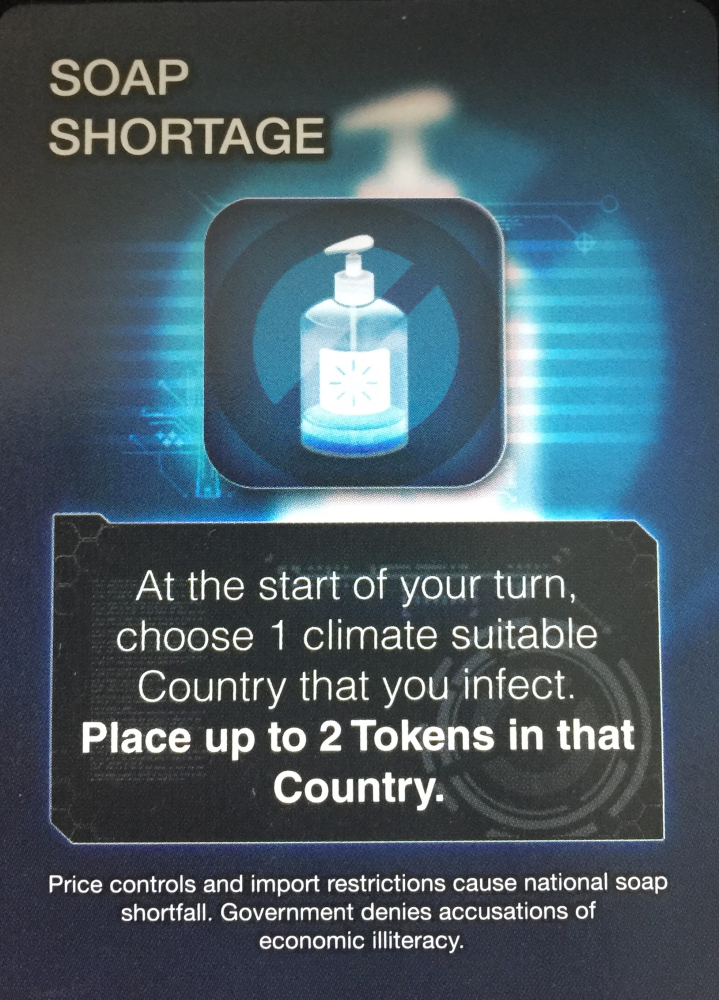 SOAP
SHORTAGE
At the start of your turn,
choose 1 climate suitable
Country that you infect.
Place up to 2 Tokens in that
Country.
Price controls and import restrictions cause national soap
shortfall. Government denies accusations of
economic illiteracy.